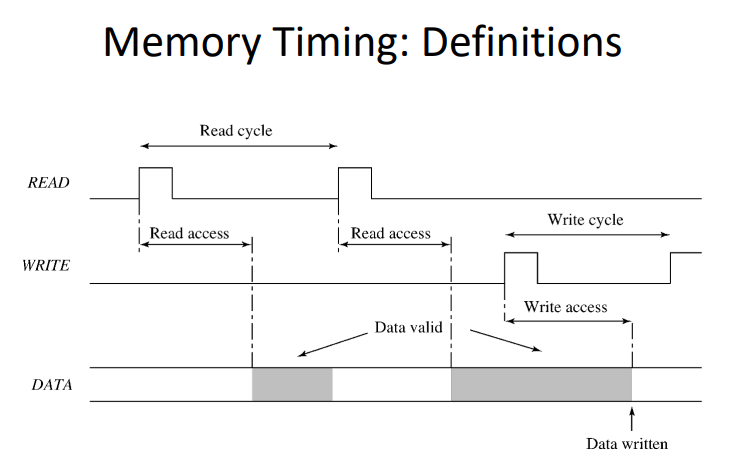 Memory Timing: Definitions
Read cycle
READ
Read access
Read access
Write cycle
WRITE
Write access
Data valid
DATA
Data written